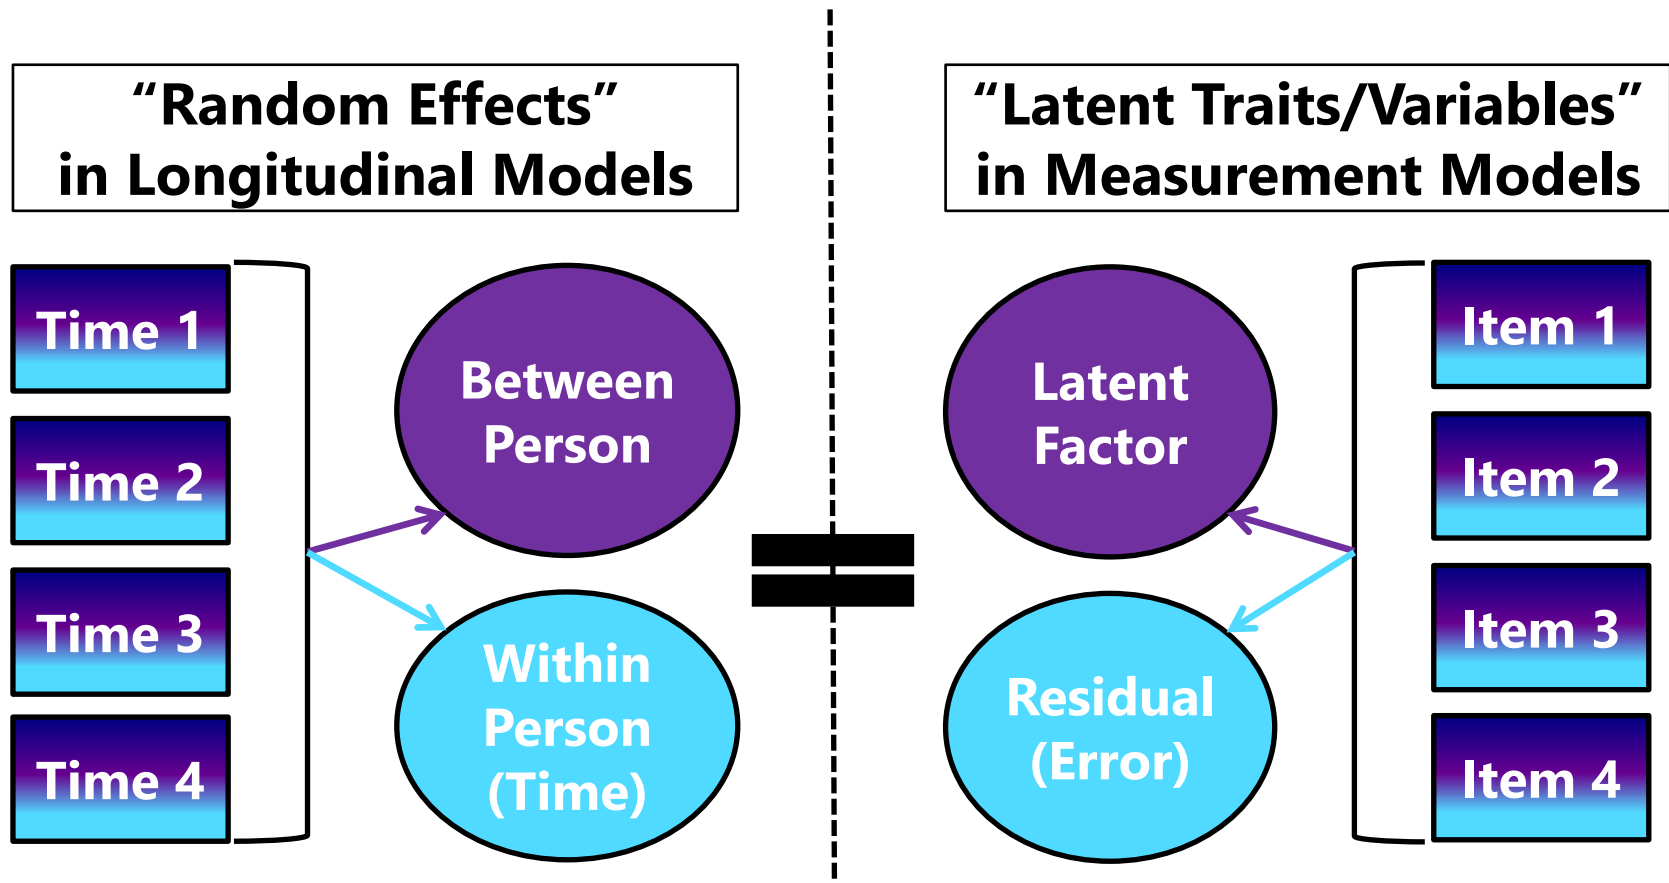 “Random Effects”
in Longitudinal Models
Time 1
Time 2
Time 3
Time 4
Between
Person
Within
Person
(Time)
“Latent Traits/Variables”
in Measurement Models
Latent
Factor
Residual
(Error)
Item 1
Item 2
Item 3
Item 4